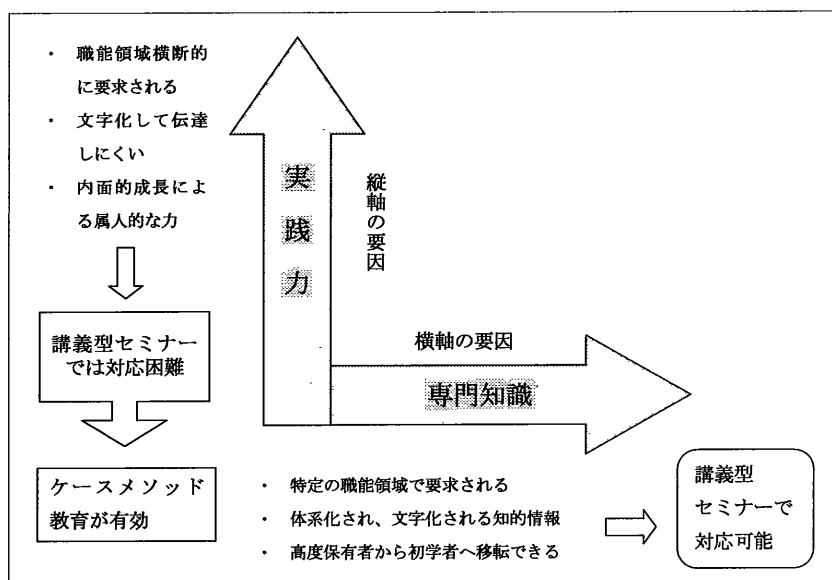 ・ 職能領域横断的
に要求される
・ 文字化して伝達
しにくい
・ 内面的成長によ
る属人的な力
講義型セミナー
では対応困難
ケースメソッド
教育が有効
実践力
縦軸の要因
横軸の要因
専門知識
・ 特定の職能領域で要求される
・ 体系化され、文字化される知的情報
・ 高度保有者から初学者へ移転できる
講義型
セミナーで
対応可能